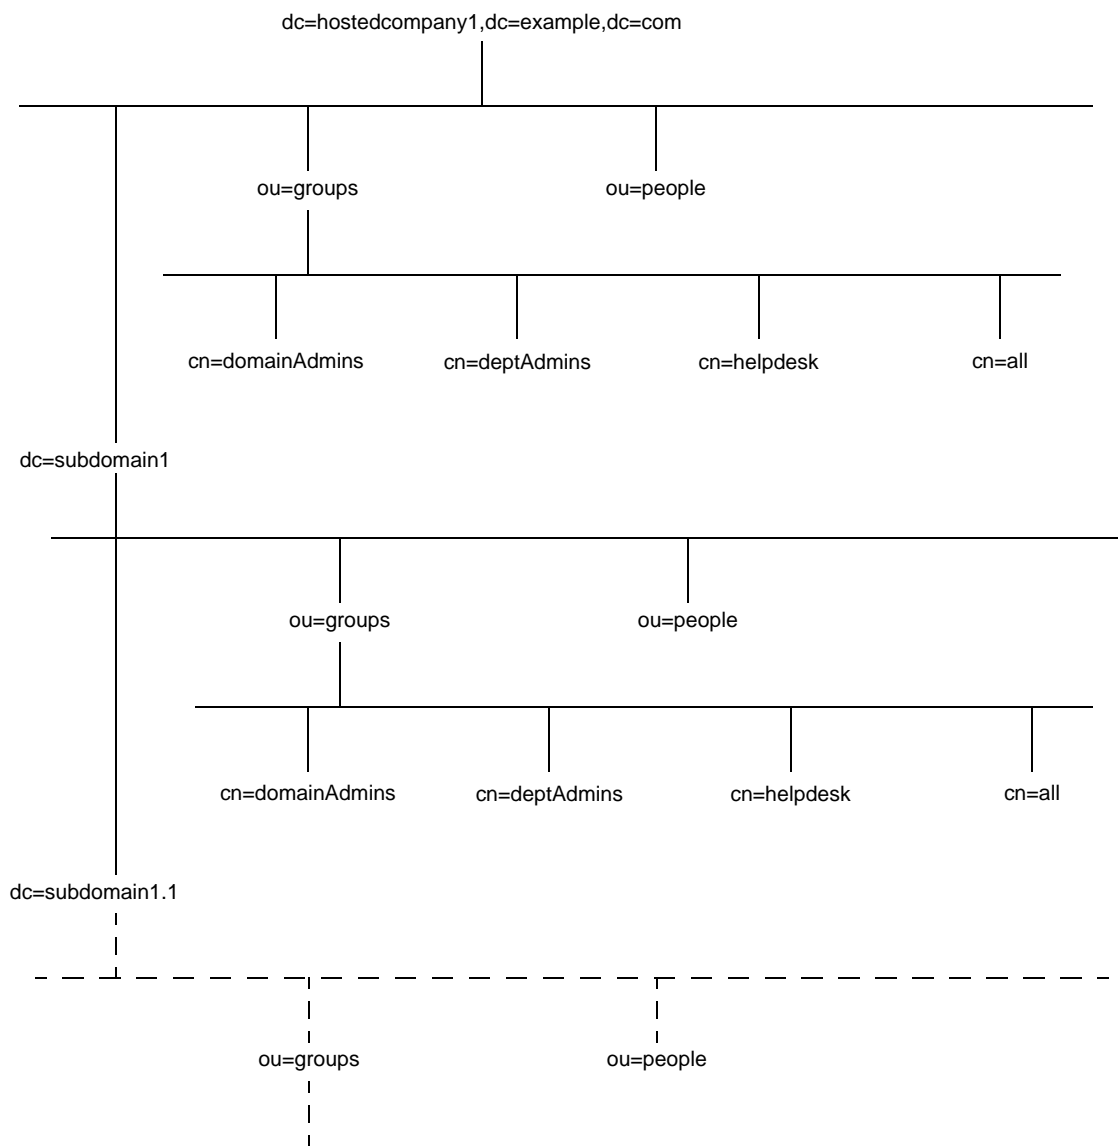 dc=hostedcompany1,dc=example,dc=com
ou=groups
ou=people
cn=domainAdmins
cn=deptAdmins
cn=helpdesk
cn=all
dc=subdomain1
ou=groups
ou=people
cn=domainAdmins
cn=deptAdmins
cn=helpdesk
cn=all
dc=subdomain1.1
ou=groups
ou=people